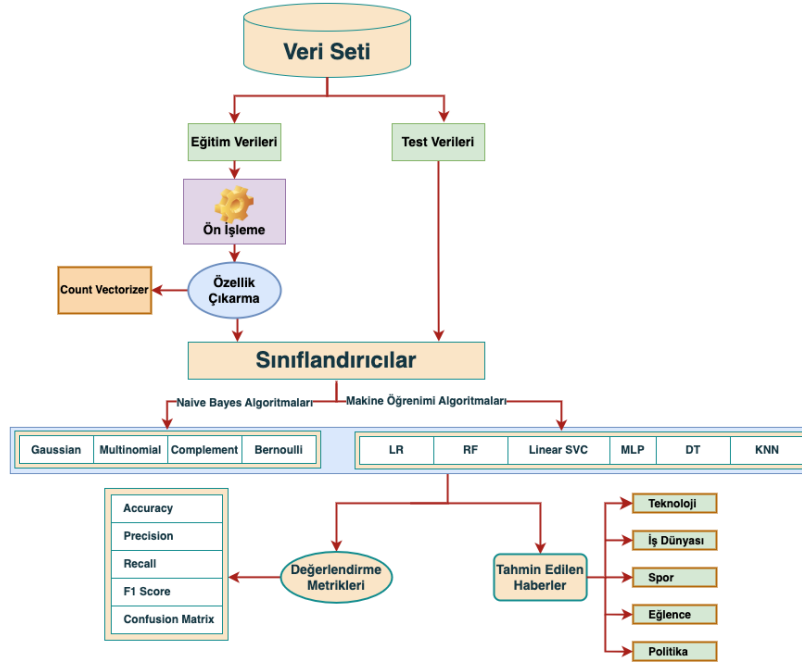 Veri Seti
Eğitim Verileri
Test Verileri
Ön İşleme
Count Vectorizer
Özellik
Çıkarma
Sınıflandırıcılar
Naive Bayes Algoritmaları
Makine Öğrenimi Algoritmaları
Gaussian
Multinomial
Complement
Bernoulli
LR
RF
Linear SVC
MLP
DT
KNN
Accuracy
Precision
Recall
F1 Score
Confusion Matrix
Değerlendirme
Metrikleri
Tahmin Edilen
Haberler
Teknoloji
İş Dünyası
Spor
Eğlence
Politika